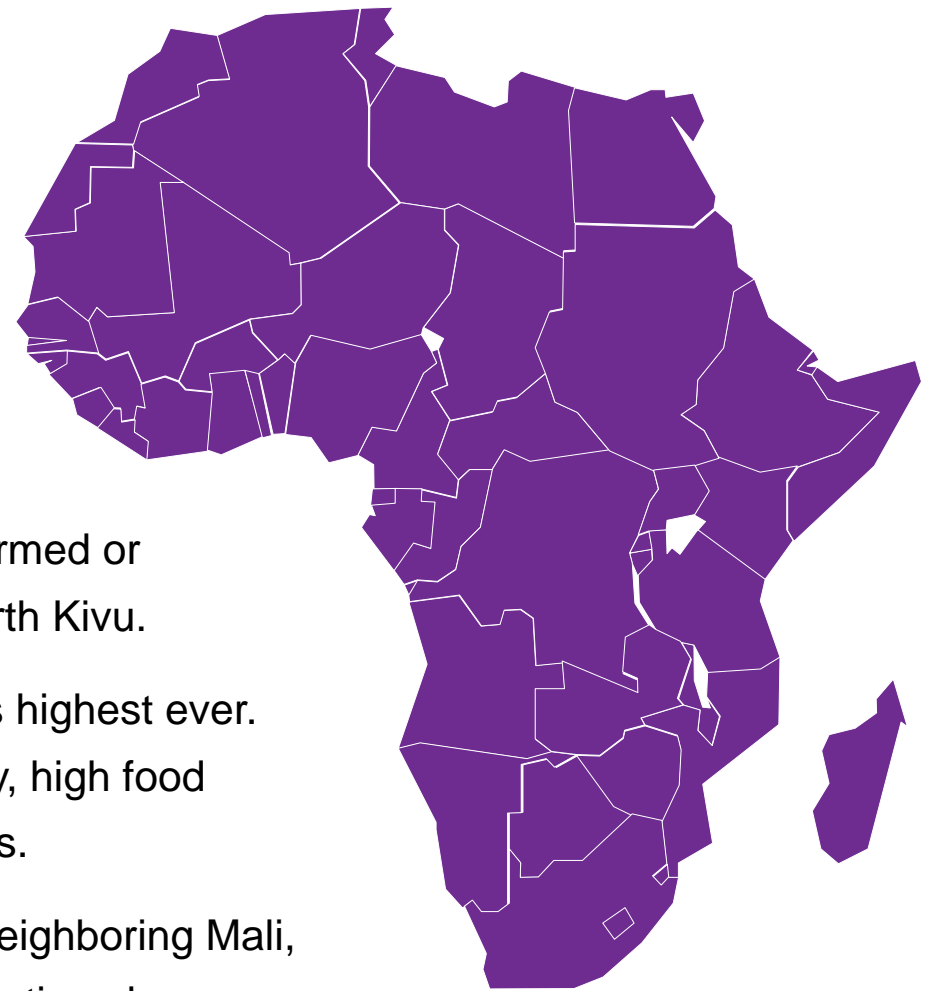 rmed or
rth Kivu.
s highest ever.
y, high food
s.
eighboring Mali,